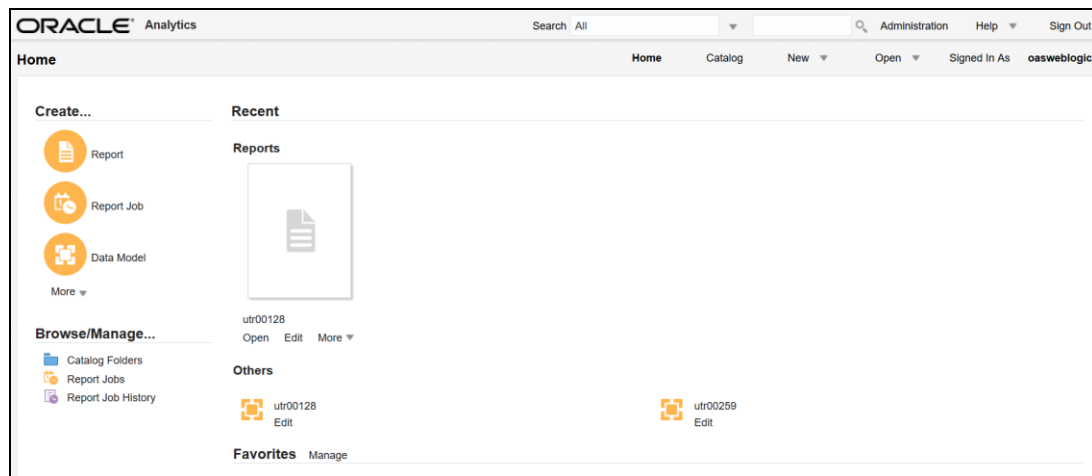 ORACLE Analytics Search All Administration Help Sign Out
Home Home Catalog New Open Signed In As oasweblogic
Create...
Report
Report Job
Data Model
More
Browse/Manage...
Catalog Folders
Report Jobs
Report Job History
Recent
Reports
utr00128
Open Edit More
Others
utr00128
Edit
utr00259
Edit
Favorites Manage